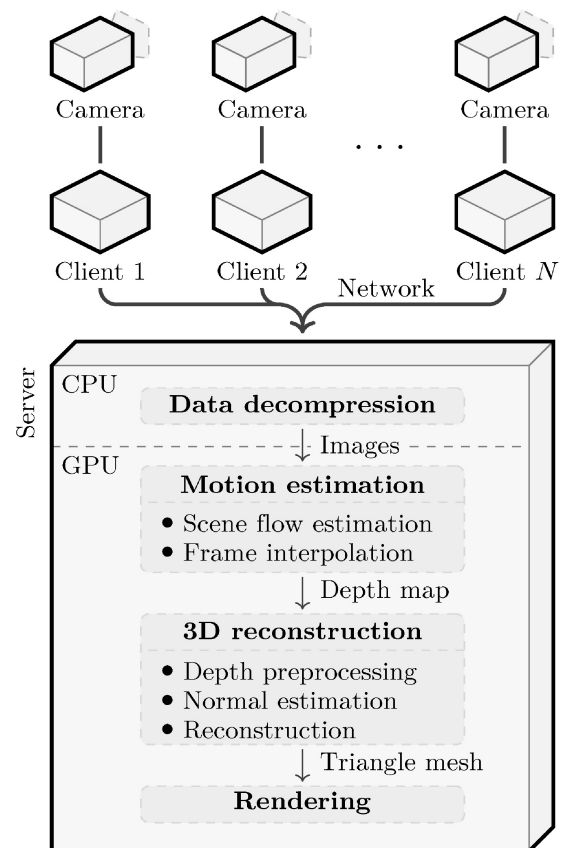 Camera Camera Camera
. . .
Client 1 Client 2 Client N
Network
Server
CPU
Data decompression
Images
GPU
Motion estimation
• Scene flow estimation
• Frame interpolation
Depth map
3D reconstruction
• Depth preprocessing
• Normal estimation
• Reconstruction
Triangle mesh
Rendering